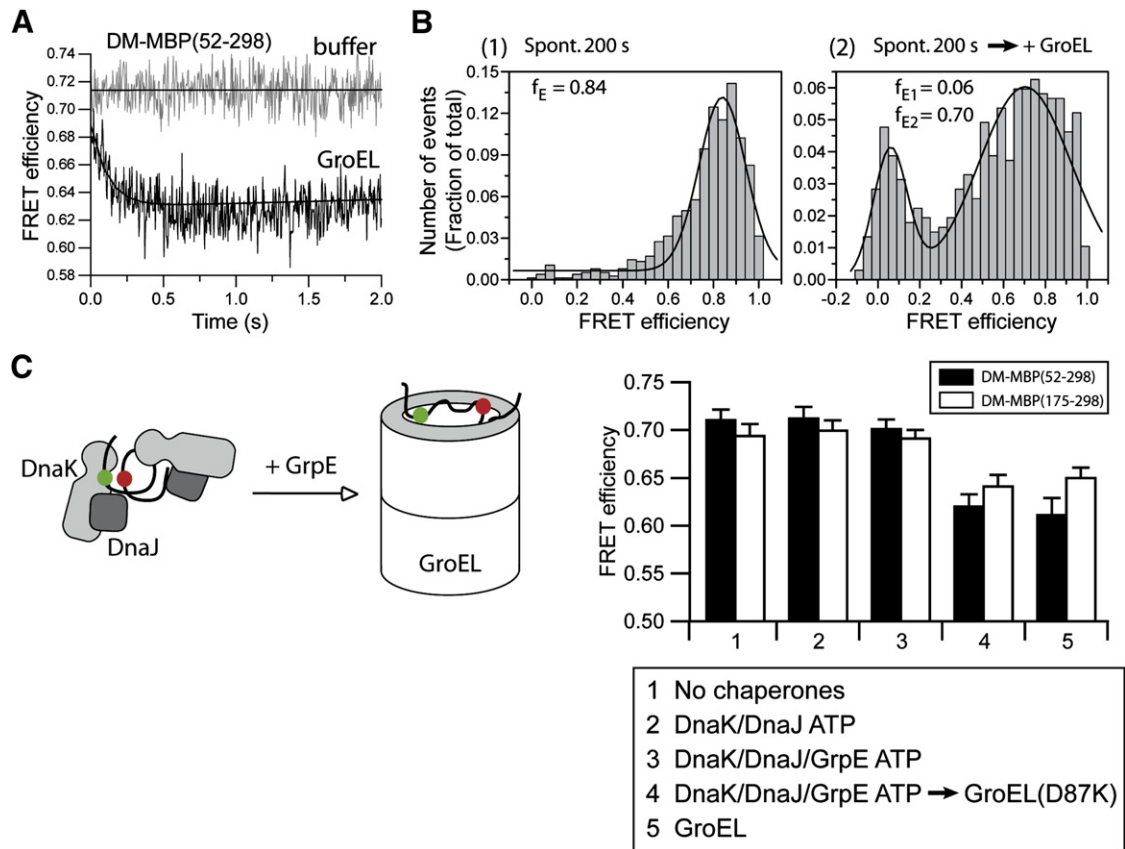 A
DM-MBP(52-298)
buffer
GroEL
0.74
0.72
0.70
0.68
0.66
0.64
0.62
0.60
0.58
FRET efficiency
0.0 0.5 1.0 1.5 2.0
Time (s)
B
(1) Spont. 200 s
fE = 0.84
0.15
0.12
0.09
0.06
0.03
0.00
Number of events
(Fraction of total)
0.0 0.2 0.4 0.6 0.8 1.0
FRET efficiency
(2) Spont. 200 s → + GroEL
fE1 = 0.06
fE2 = 0.70
0.06
0.05
0.04
0.03
0.02
0.01
0.00
-0.2 0.0 0.2 0.4 0.6 0.8 1.0
FRET efficiency
C
DnaK
DnaJ
+ GrpE
GroEL
DM-MBP(52-298)
DM-MBP(175-298)
0.75
0.70
0.65
0.60
0.55
0.50
FRET efficiency
1 2 3 4 5
1 No chaperones
2 DnaK/DnaJ ATP
3 DnaK/DnaJ/GrpE ATP
4 DnaK/DnaJ/GrpE ATP → GroEL(D87K)
5 GroEL